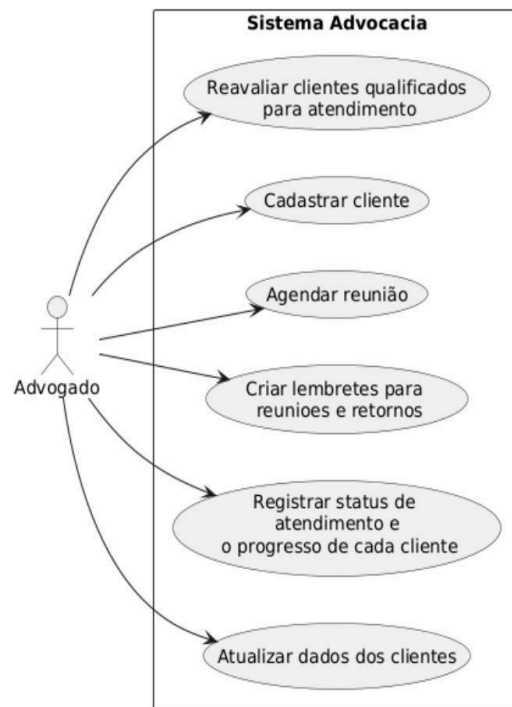 Sistema Advocacia
Reavaliar clientes qualificados
para atendimento
Cadastrar cliente
Agendar reunião
Advogado
Criar lembretes para
reunioes e retornos
Registrar status de
atendimento e
o progresso de cada cliente
Atualizar dados dos clientes